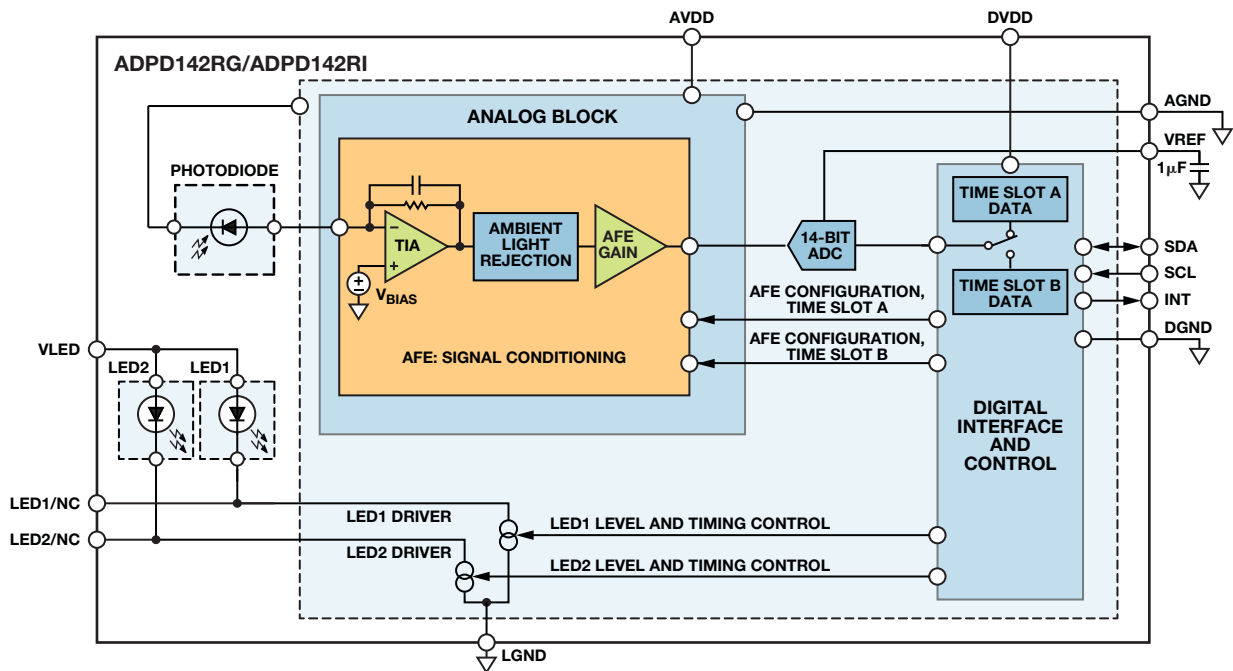 AVDD
DVDD
ADPD142RG/ADPD142RI
AGND
ANALOG BLOCK
VREF
1µF
PHOTODIODE
TIME SLOT A
DATA
−
TIA
+
VBIAS
AMBIENT
LIGHT
REJECTION
AFE
GAIN
14-BIT
ADC
SDA
SCL
TIME SLOT B
DATA
INT
AFE CONFIGURATION,
TIME SLOT A
DGND
VLED
AFE: SIGNAL CONDITIONING
AFE CONFIGURATION,
TIME SLOT B
LED2
LED1
DIGITAL
INTERFACE
AND
CONTROL
LED1/NC
LED1 DRIVER
LED1 LEVEL AND TIMING CONTROL
LED2/NC
LED2 DRIVER
LED2 LEVEL AND TIMING CONTROL
LGND